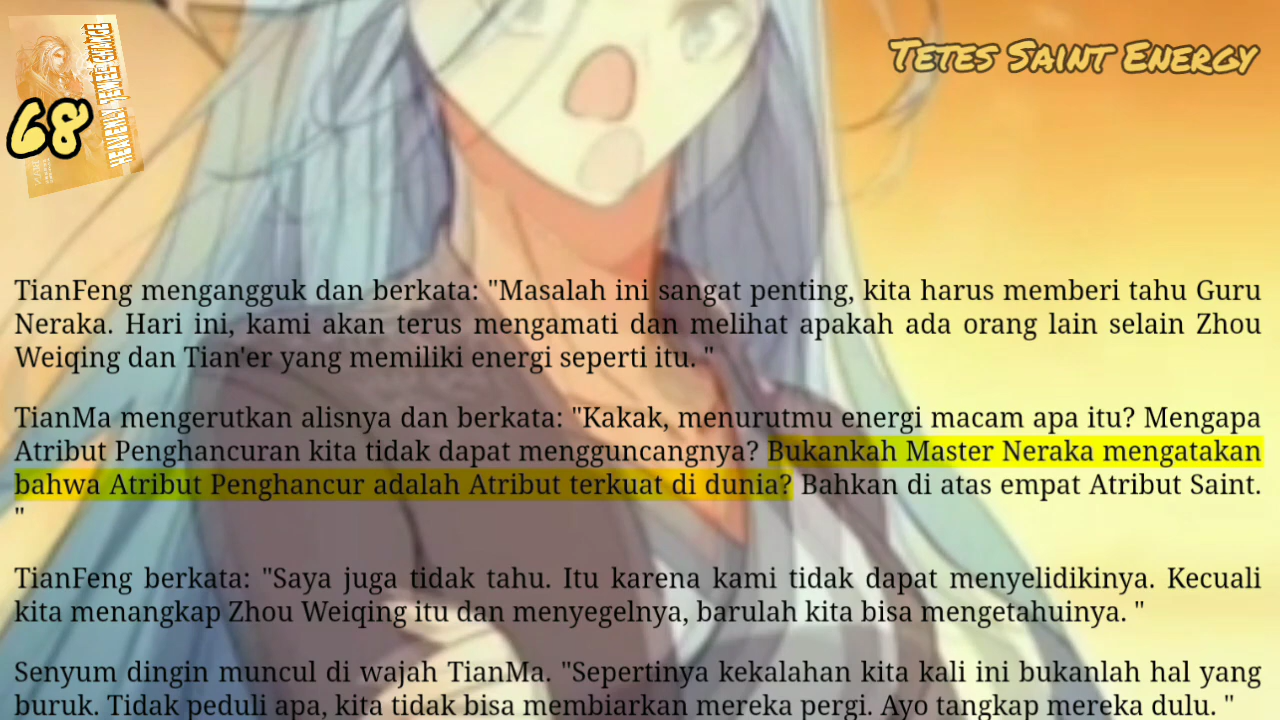 Tetes Saint Energy
HEAVENLY JEWEL CHANGE
68
TianFeng mengangguk dan berkata: "Masalah ini sangat penting, kita harus memberi tahu Guru
Neraka. Hari ini, kami akan terus mengamati dan melihat apakah ada orang lain selain Zhou
Weiqing dan Tian'er yang memiliki energi seperti itu. "
TianMa mengerutkan alisnya dan berkata: "Kakak, menurutmu energi macam apa itu? Mengapa
Atribut Penghancuran kita tidak dapat mengguncangnya? Bukankah Master Neraka mengatakan
bahwa Atribut Penghancur adalah Atribut terkuat di dunia? Bahkan di atas empat Atribut Saint.
"
TianFeng berkata: "Saya juga tidak tahu. Itu karena kami tidak dapat menyelidikinya. Kecuali
kita menangkap Zhou Weiqing itu dan menyegelnya, barulah kita bisa mengetahuinya. "
Senyum dingin muncul di wajah TianMa. "Sepertinya kekalahan kita kali ini bukanlah hal yang
buruk. Tidak peduli apa, kita tidak bisa membiarkan mereka pergi. Ayo tangkap mereka dulu. "